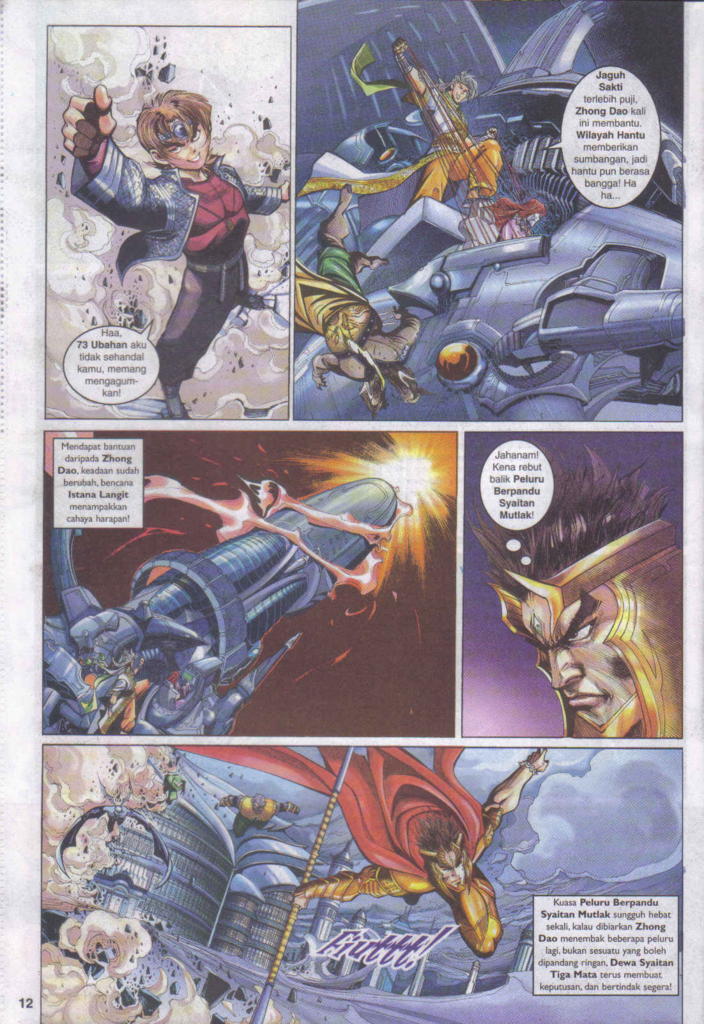 Haa,
73 Ubahan aku
tidak sehandal
kamu, memang
mengagum-
kan!
Jaguh
Sakti
terlebih puji,
Zhong Dao kali
ini membantu.
Wilayah Hantu
memberikan
sumbangan, jadi
hantu pun berasa
bangga! Ha
ha...
Mendapat bantuan
daripada Zhong
Dao, keadaan sudah
berubah, bencana
Istana Langit
menampakkan
cahaya harapan!
Jahanam!
Kena rebut
balik Peluru
Berpandu
Syaitan
Mutlak!
Kuasa Peluru Berpandu
Syaitan Mutlak sungguh hebat
sekali, kalau dibiarkan Zhong
Dao menembak beberapa peluru
lagi, bukan sesuatu yang boleh
dipandang ringan, Dewa Syaitan
Tiga Mata terus membuat
keputusan, dan bertindak segera!
12